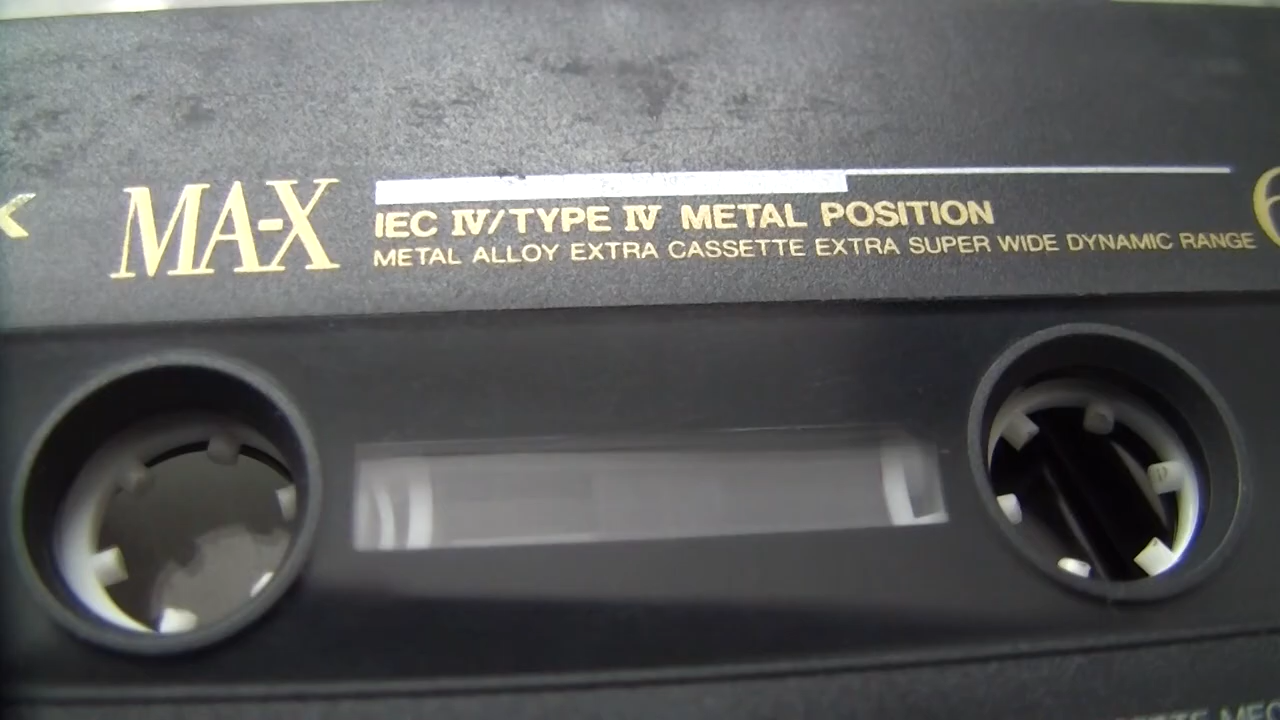 MA-X
IEC IV/TYPE IV METAL POSITION
METAL ALLOY EXTRA CASSETTE EXTRA SUPER WIDE DYNAMIC RANGE